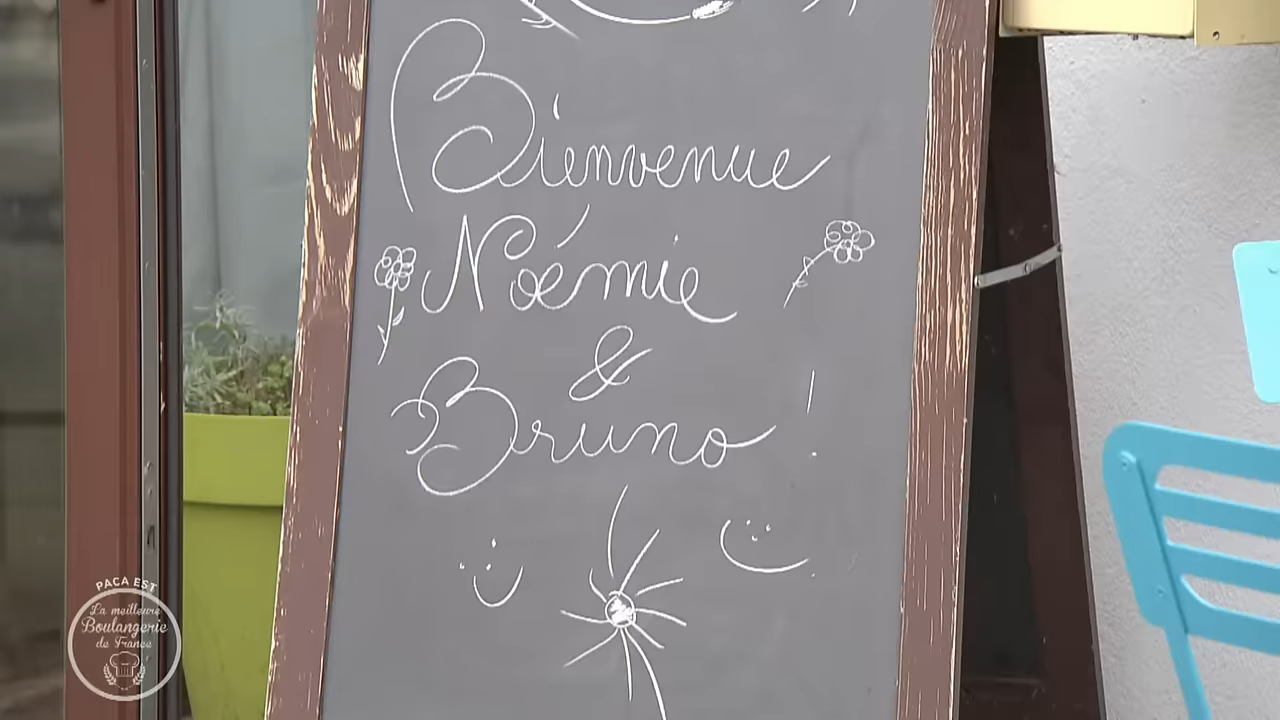 Bienvenue
Noémie
&
Bruno !
PACA EST
La meilleure
Boulangerie
de France